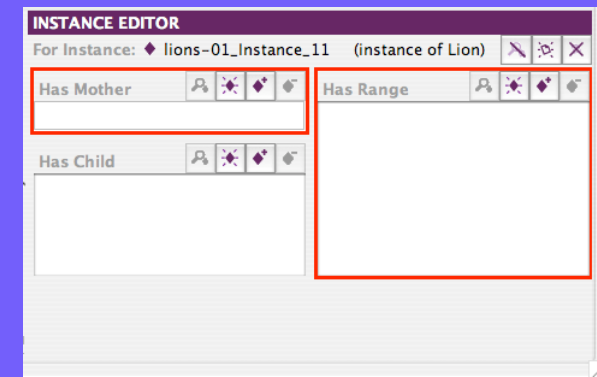 INSTANCE EDITOR
For Instance: lions-01_Instance_11 (instance of Lion)
Has Mother
Has Range
Has Child